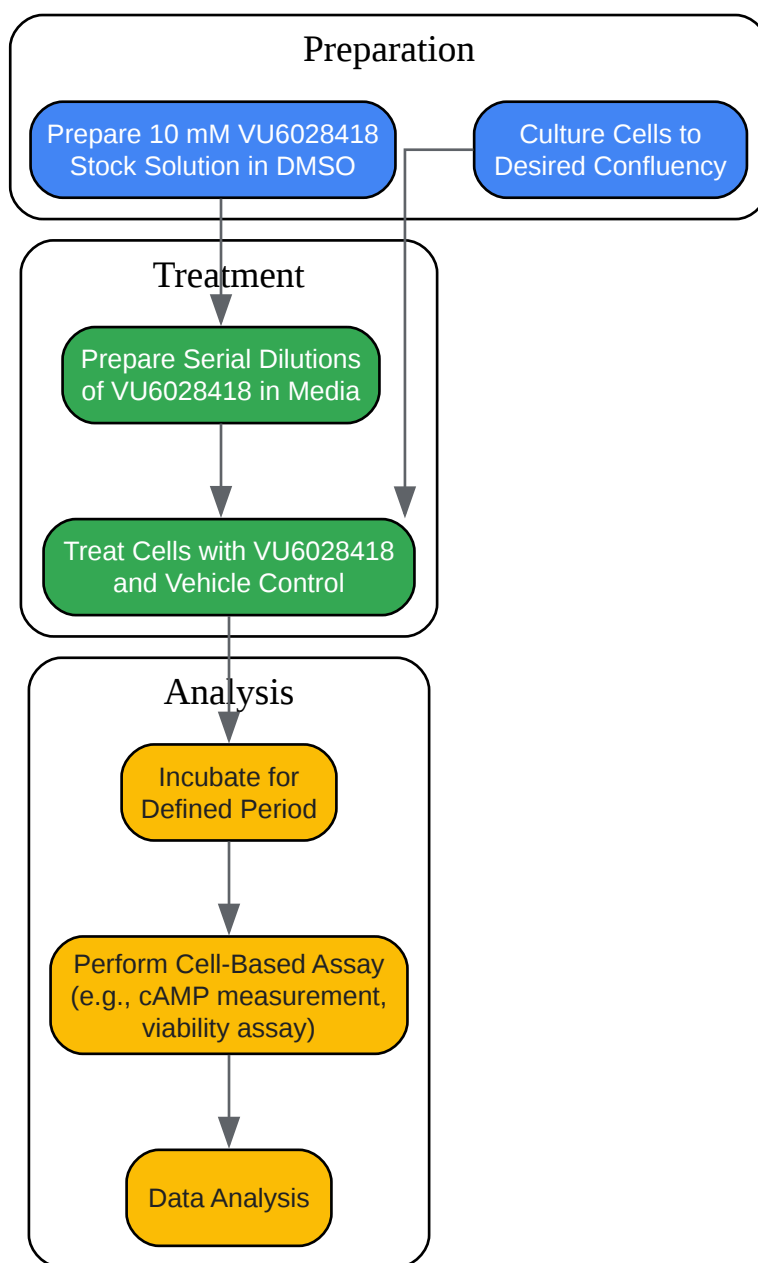 Preparation
Prepare 10 mM VU6028418
Stock Solution in DMSO
Culture Cells to
Desired Confluency
Treatment
Prepare Serial Dilutions
of VU6028418 in Media
Treat Cells with VU6028418
and Vehicle Control
Analysis
Incubate for
Defined Period
Perform Cell-Based Assay
(e.g., cAMP measurement,
viability assay)
Data Analysis